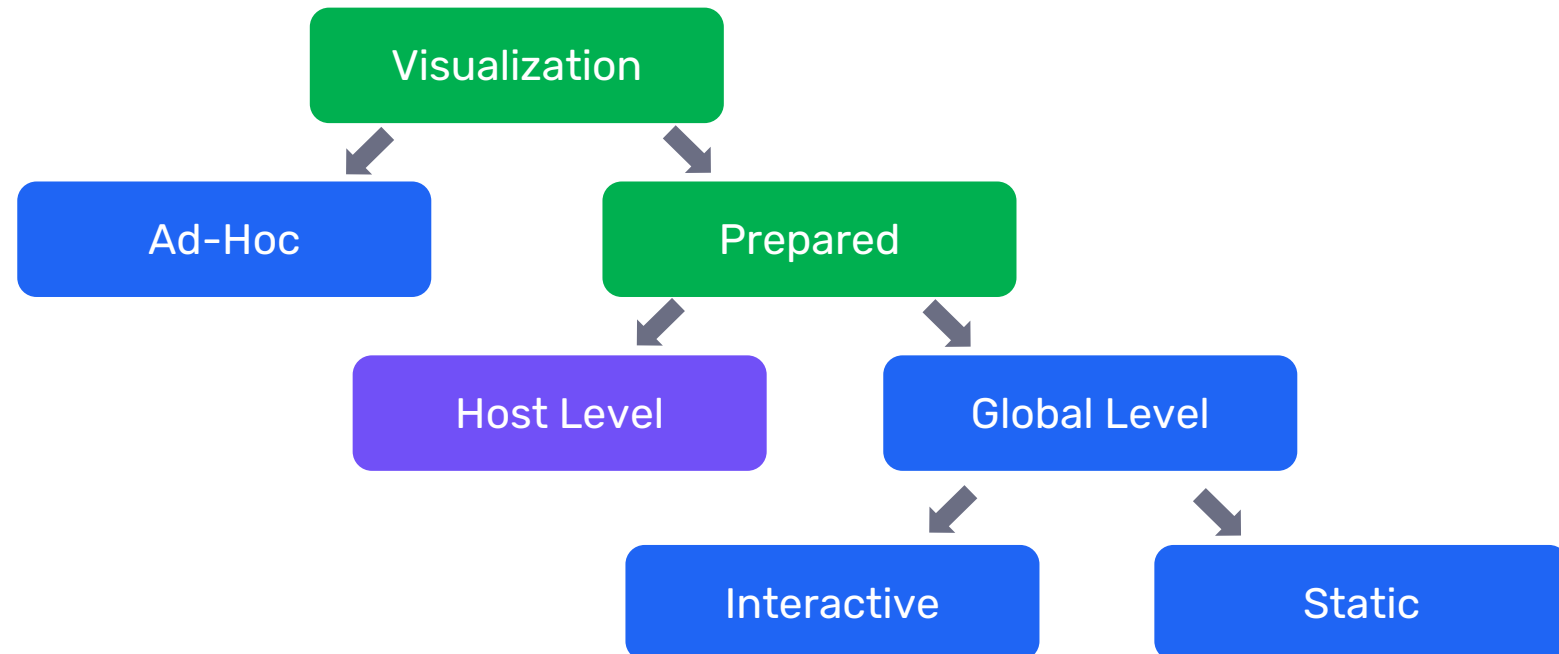 Visualization
Ad-Hoc
Prepared
Host Level
Global Level
Interactive
Static